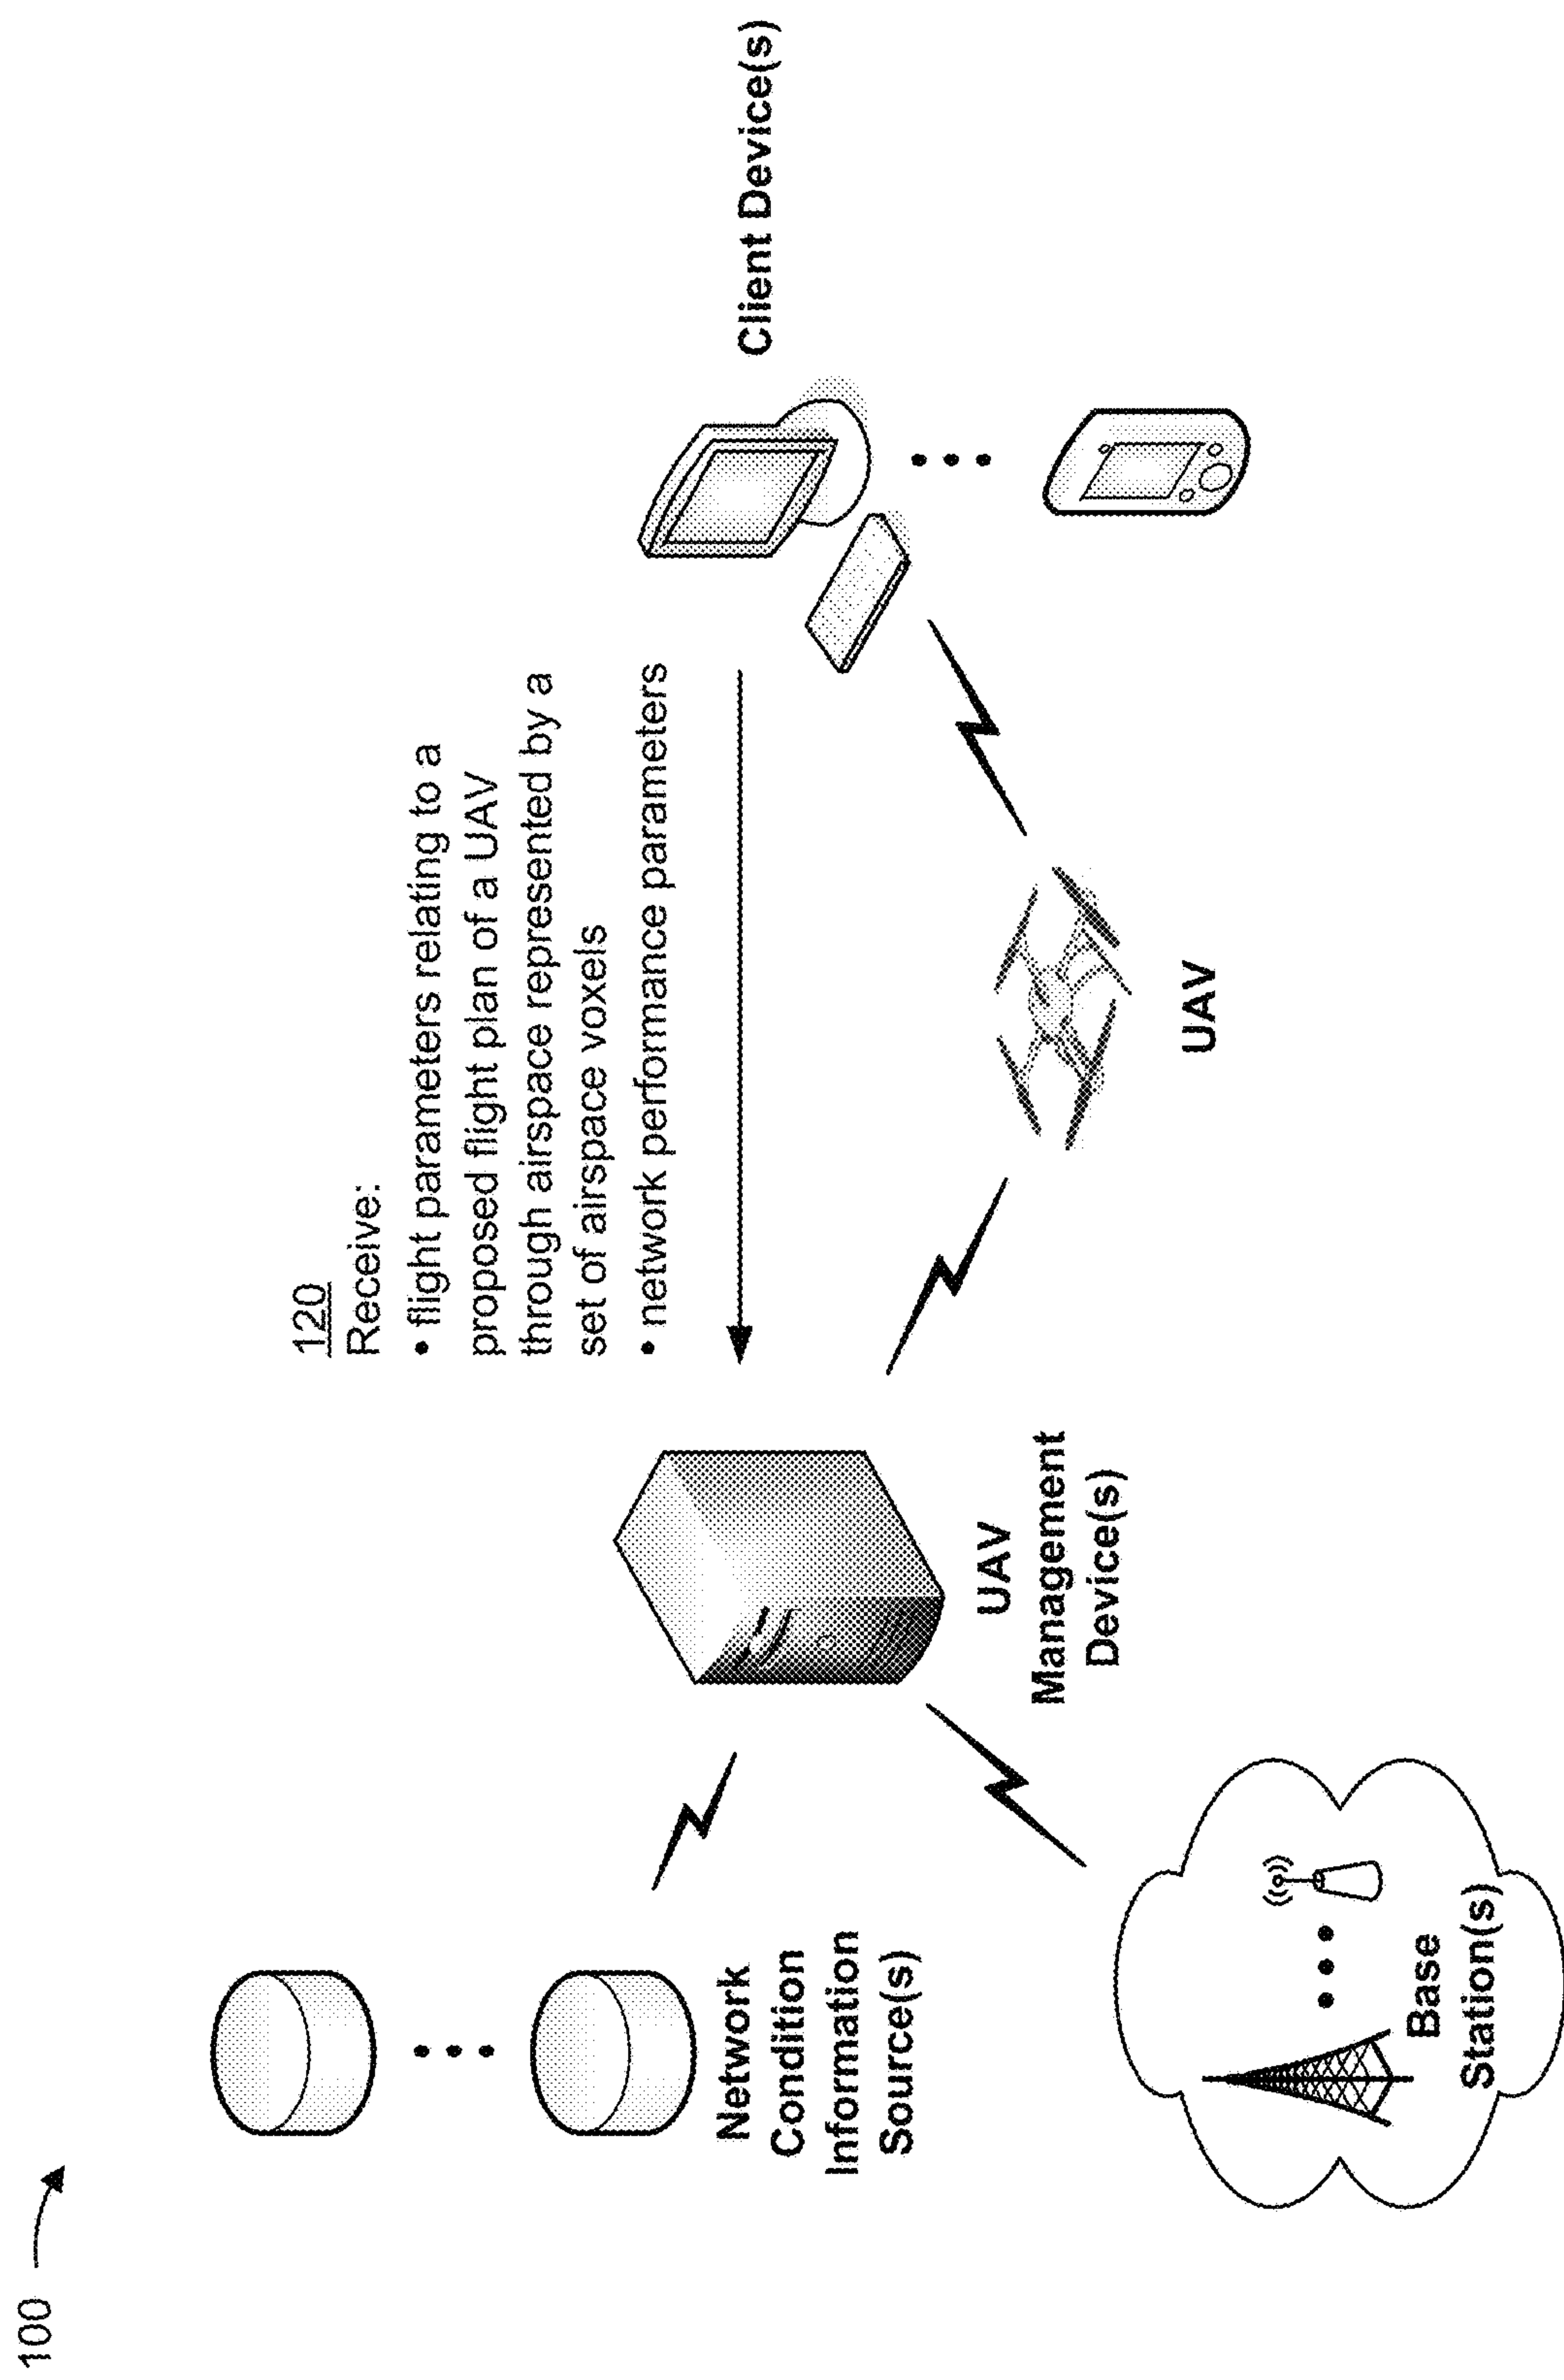 100
120
Receive:
• flight parameters relating to a
proposed flight plan of a UAV
through airspace represented by a
set of airspace voxels
• network performance parameters
Client Device(s)
Network
Condition
Information
Source(s)
UAV
Management
Device(s)
UAV
Base
Station(s)